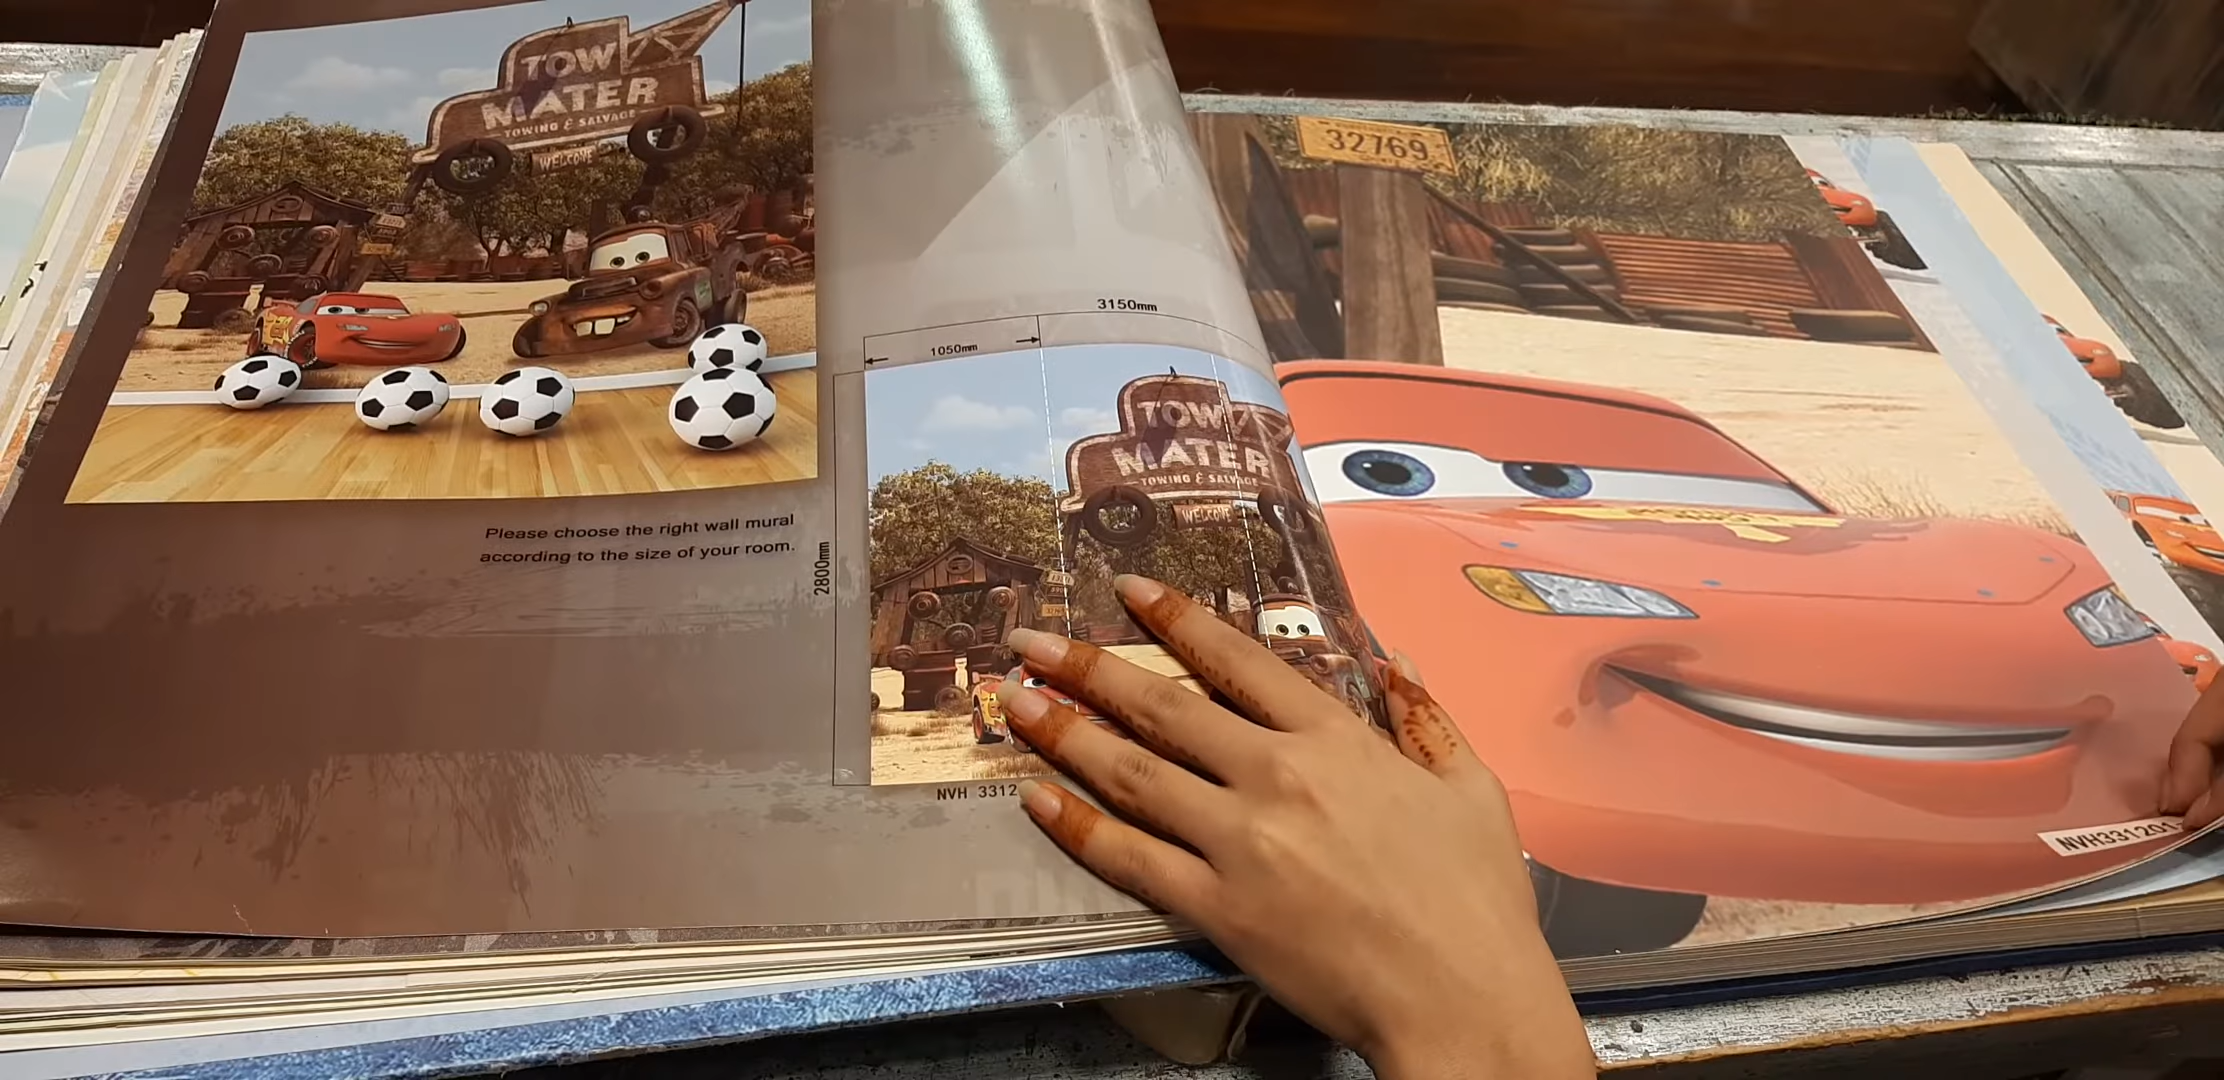 TOW
MATER
TOWING & SALVAGE
WELCOME
Please choose the right wall mural
according to the size of your room.
3150mm
1050mm
2800mm
TOW
MATER
TOWING & SALVAGE
WELCOME
NVH 3312
32769
NVH331201